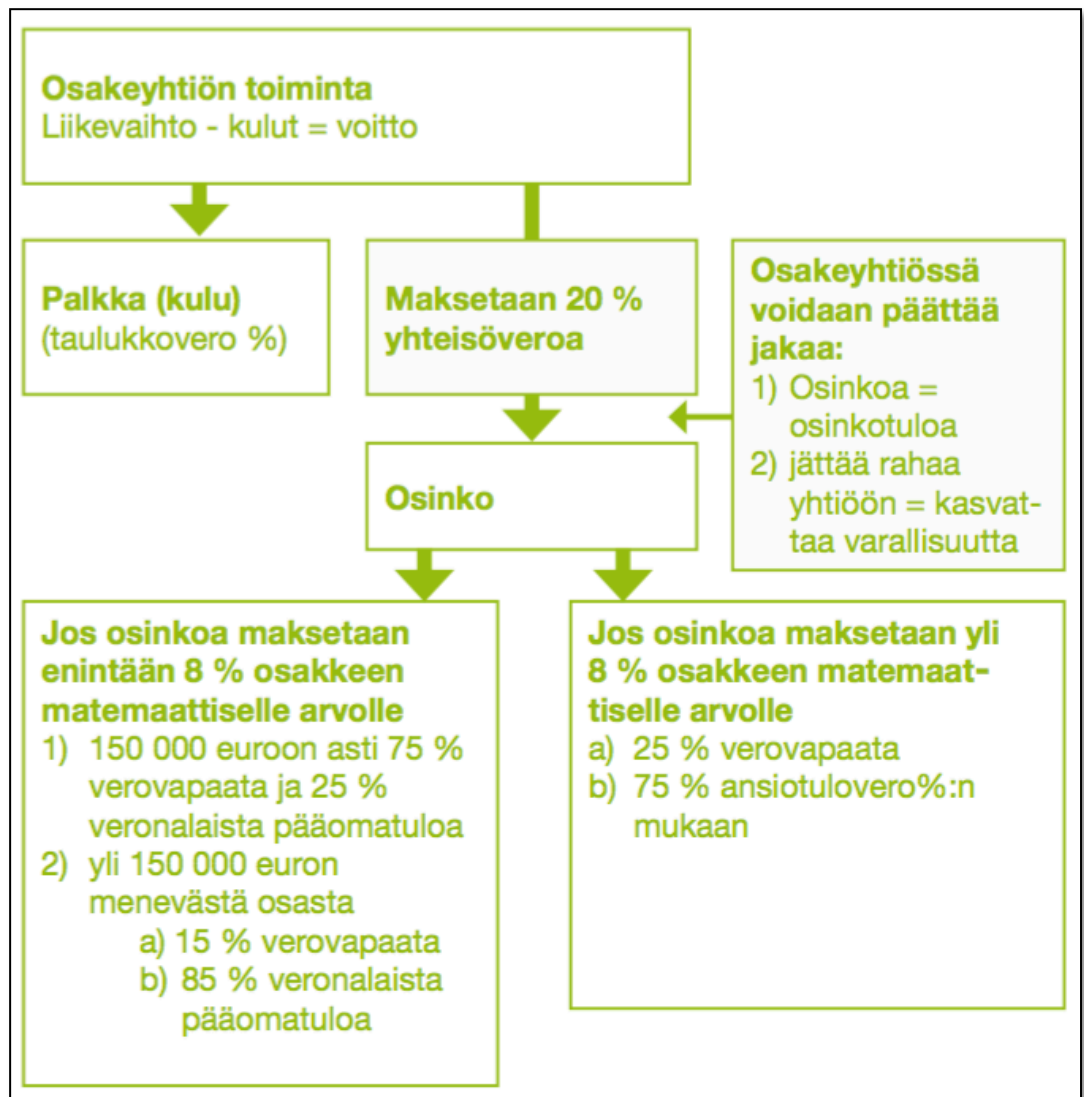 Osakeyhtiön toiminta
Liikevaihto - kulut = voitto
Palkka (kulu)
(taulukkovero %)
Maksetaan 20 %
yhteisöveroa
Osakeyhtiössä
voidaan päättää
jakaa:
1) Osinkoa =
osinkotuloa
2) jättää rahaa
yhtiöön = kasvat-
taa varallisuutta
Osinko
Jos osinkoa maksetaan
enintään 8 % osakkeen
matemaattiselle arvolle
1) 150 000 euroon asti 75 %
verovapaata ja 25 %
veronalaista pääomatuloa
2) yli 150 000 euron
menevästä osasta
a) 15 % verovapaata
b) 85 % veronalaista
pääomatuloa
Jos osinkoa maksetaan yli
8 % osakkeen matemaat-
tiselle arvolle
a) 25 % verovapaata
b) 75 % ansiotulovero%:n
mukaan